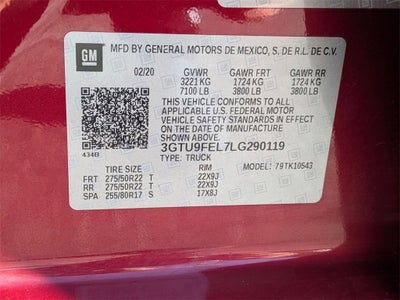 GM
MFD BY GENERAL MOTORS DE MEXICO, S. DE R.L. DE C.V.
02/20 GVWR GAWR FRT GAWR RR
3221 KG 1724 KG 1724 KG
7100 LB 3800 LB 3800 LB
THIS VEHICLE CONFORMS TO ALL APPLICABLE
U.S. FEDERAL MOTOR VEHICLE
SAFETY STANDARDS IN EFFECT ON THE DATE OF
MANUFACTURE SHOWN ABOVE.
3GTU9FEL7LG290119
TYPE: TRUCK MODEL: 79TK10543
434B
TIRE SIZE RIM
FRT 275/50R22 T 22X9J
RR 275/50R22 T 22X9J
SPA 255/80R17 S 17X8J